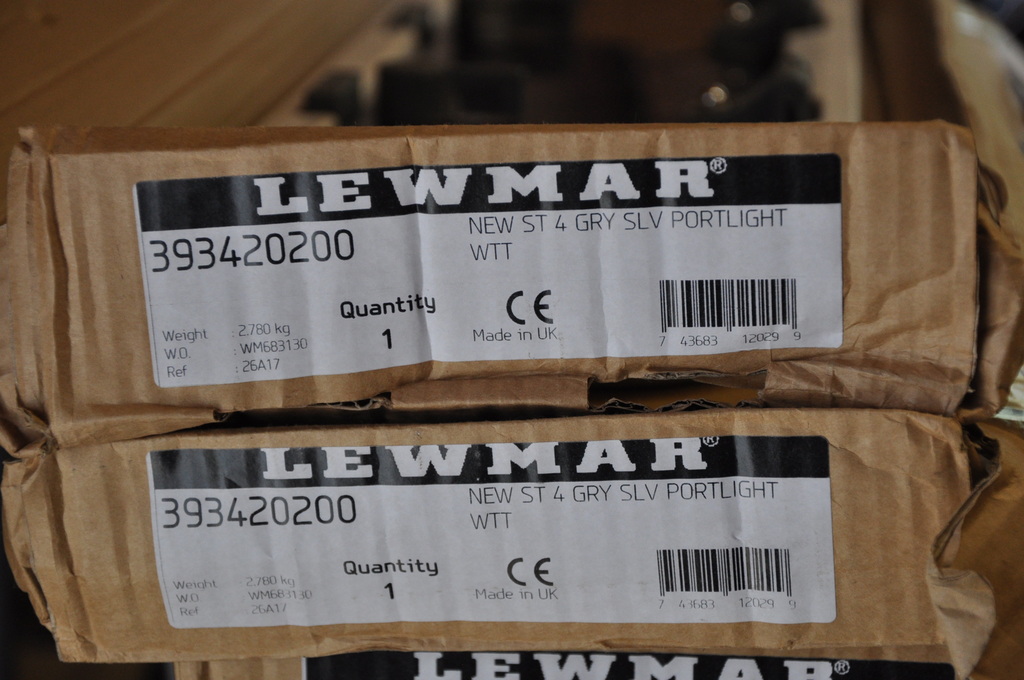 LEWMAR®
393420200
NEW ST 4 GRY SLV PORTLIGHT
WTT
Quantity
1
CE
Made in UK
Weight : 2.780 kg
W.O. : WM683130
Ref : 26A17
7 43683 12029 9
LEWMAR®
393420200
NEW ST 4 GRY SLV PORTLIGHT
WTT
Quantity
1
CE
Made in UK
Weight : 2.780 kg
W.O. : WM683130
Ref : 26A17
7 43683 12029 9
LEWMAR®